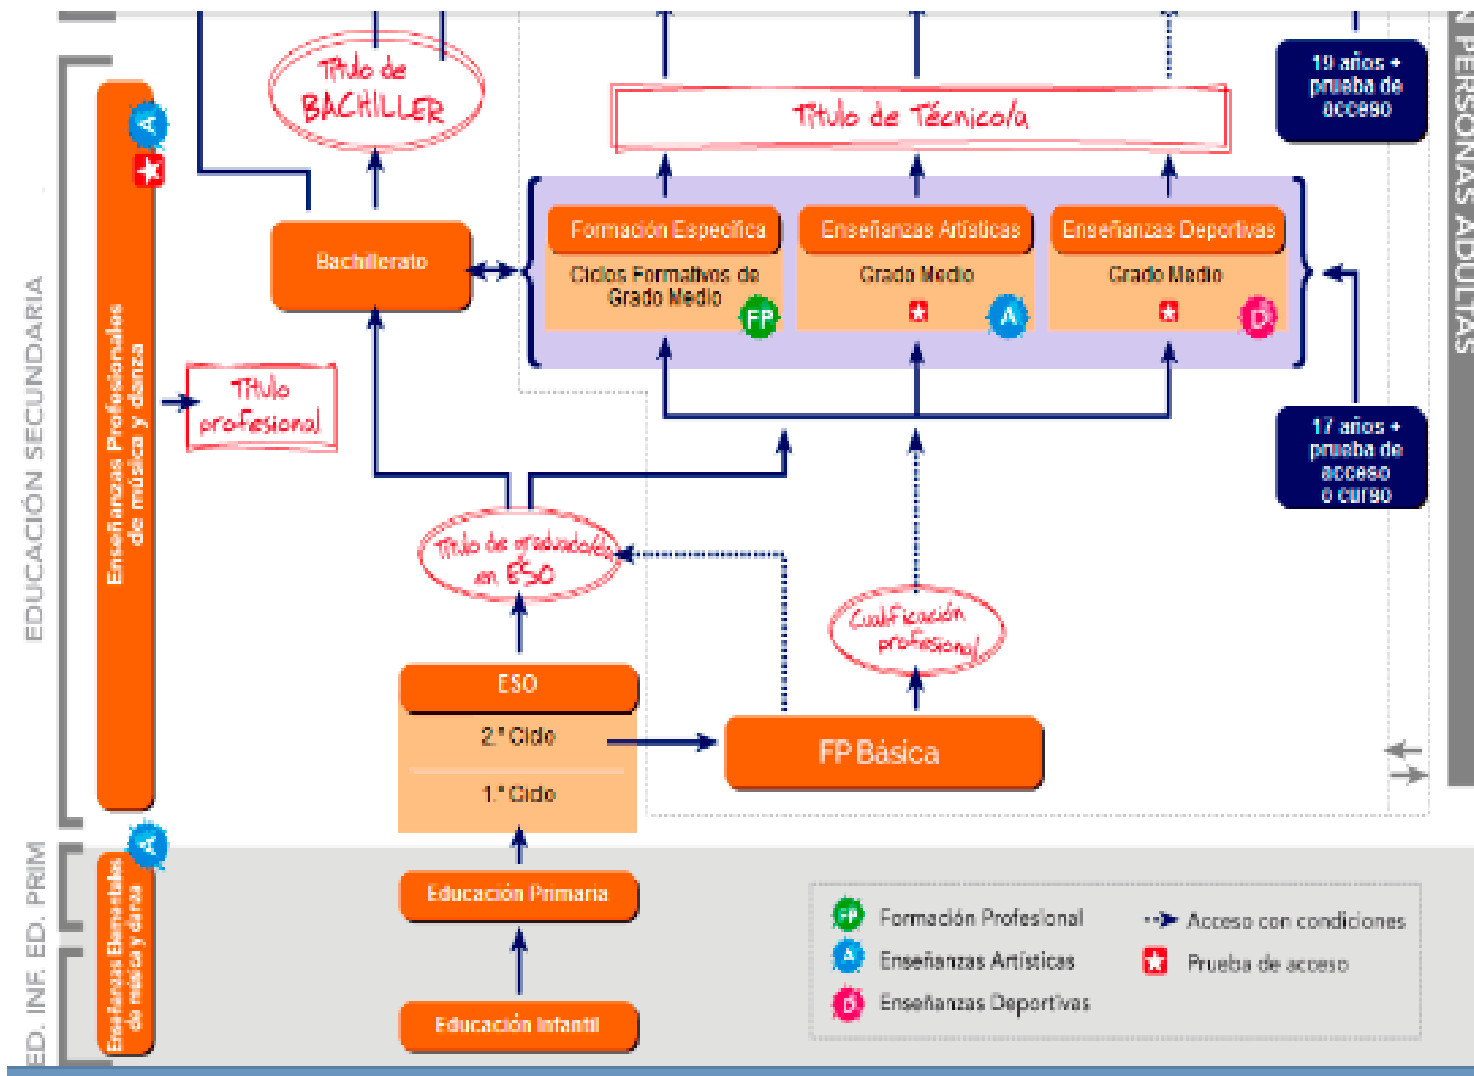 Título de
BACHILLER
Título de Técnico/a
19 años +
prueba de
acceso
N PERSONAS ADULTAS
EDUCACIÓN SECUNDARIA
Enseñanzas Profesionales
de música y danza
A
Título
profesional
Bachillerato
Formación Específica
Ciclos Formativos de
Grado Medio
FP
Enseñanzas Artísticas
Grado Medio
A
Enseñanzas Deportivas
Grado Medio
D
17 años +
prueba de
acceso
o curso
Título de graduado/a
en ESO
Cualificación
profesional
ESO
2.º Ciclo
1.º Ciclo
FP Básica
ED. INF. ED. PRIM
Enseñanzas Elementales
de música y danza
A
Educación Primaria
Educación Infantil
FP Formación Profesional
A Enseñanzas Artísticas
D Enseñanzas Deportivas
Acceso con condiciones
Prueba de acceso